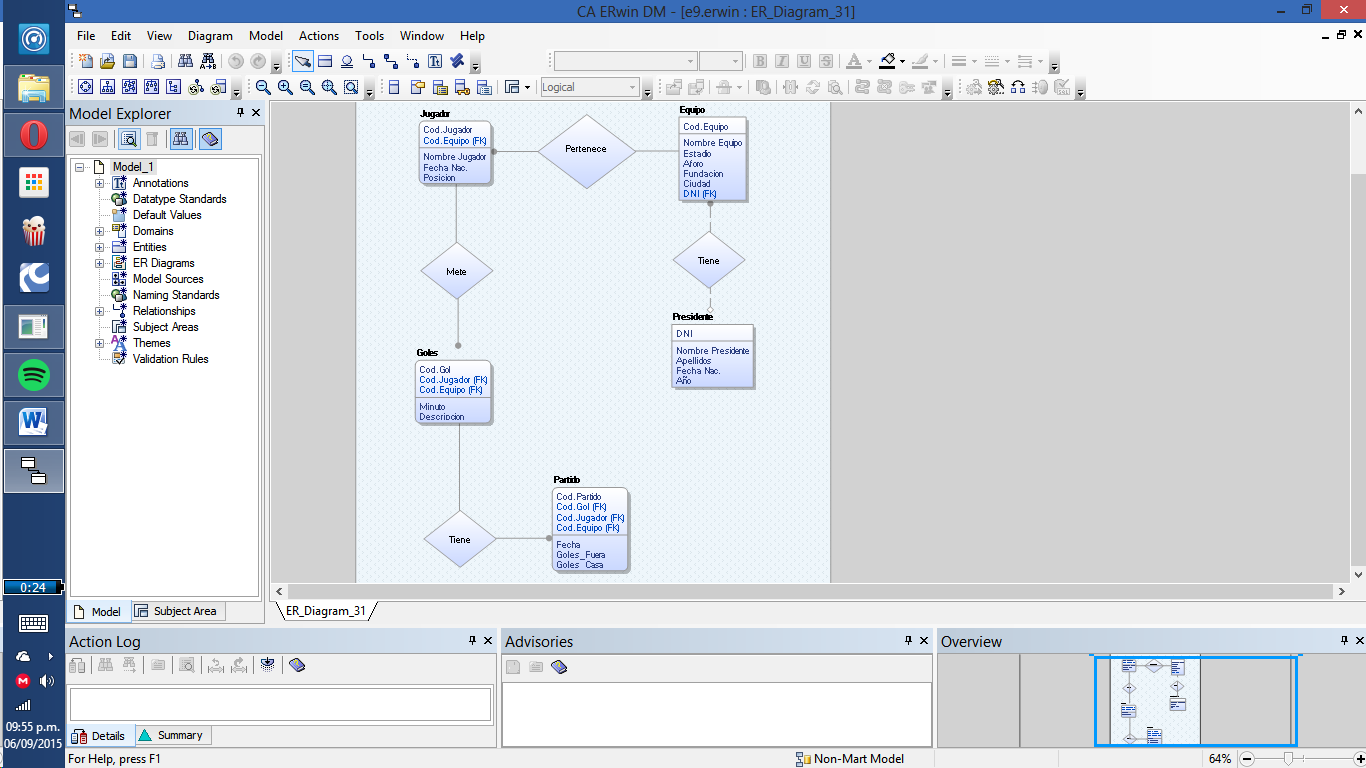 CA ERwin DM - [e9.erwin : ER_Diagram_31]
File Edit View Diagram Model Actions Tools Window Help
Logical
Model Explorer
Model_1
Annotations
Datatype Standards
Default Values
Domains
Entities
ER Diagrams
Model Sources
Naming Standards
Relationships
Subject Areas
Themes
Validation Rules
Model Subject Area
Jugador
Cod.Jugador
Cod.Equipo (FK)
Nombre Jugador
Fecha Nac.
Posicion
Pertenece
Equipo
Cod.Equipo
Nombre Equipo
Estadio
Aforo
Fundacion
Ciudad
DNI (FK)
Mete
Tiene
Presidente
DNI
Nombre Presidente
Apellidos
Fecha Nac.
Año
Goles
Cod.Gol
Cod.Jugador (FK)
Cod.Equipo (FK)
Minuto
Descripcion
Tiene
Partido
Cod.Partido
Cod.Gol (FK)
Cod.Jugador (FK)
Cod.Equipo (FK)
Fecha
Goles_Fuera
Goles_Casa
ER_Diagram_31
Action Log
Details Summary
Advisories
Overview
For Help, press F1
Non-Mart Model
64%
0:24
09:55 p.m.
06/09/2015